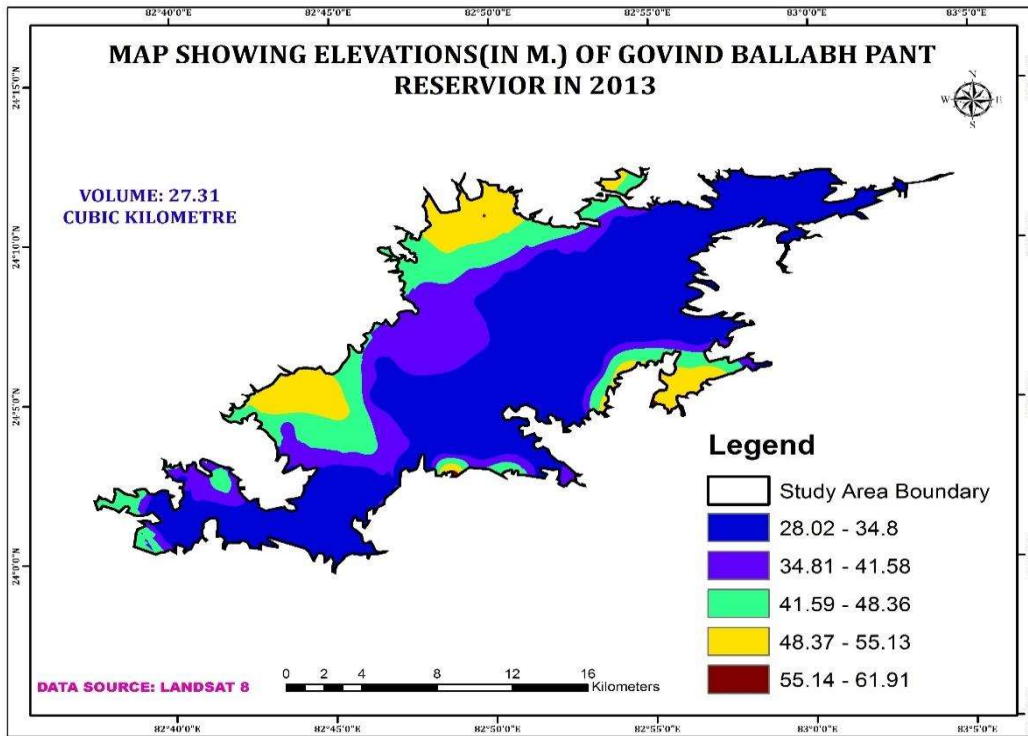 82°40'0"E 82°45'0"E 82°50'0"E 82°55'0"E 83°0'0"E 83°5'0"E
MAP SHOWING ELEVATIONS(IN M.) OF GOVIND BALLABH PANT
RESERVIOR IN 2013
24°15'0"N
N
W E
S
VOLUME: 27.31
CUBIC KILOMETRE
24°10'0"N
24°5'0"N
24°0'0"N
Legend
Study Area Boundary
28.02 - 34.8
34.81 - 41.58
41.59 - 48.36
48.37 - 55.13
55.14 - 61.91
0 2 4 8 12 16
Kilometers
DATA SOURCE: LANDSAT 8
82°40'0"E 82°45'0"E 82°50'0"E 82°55'0"E 83°0'0"E 83°5'0"E